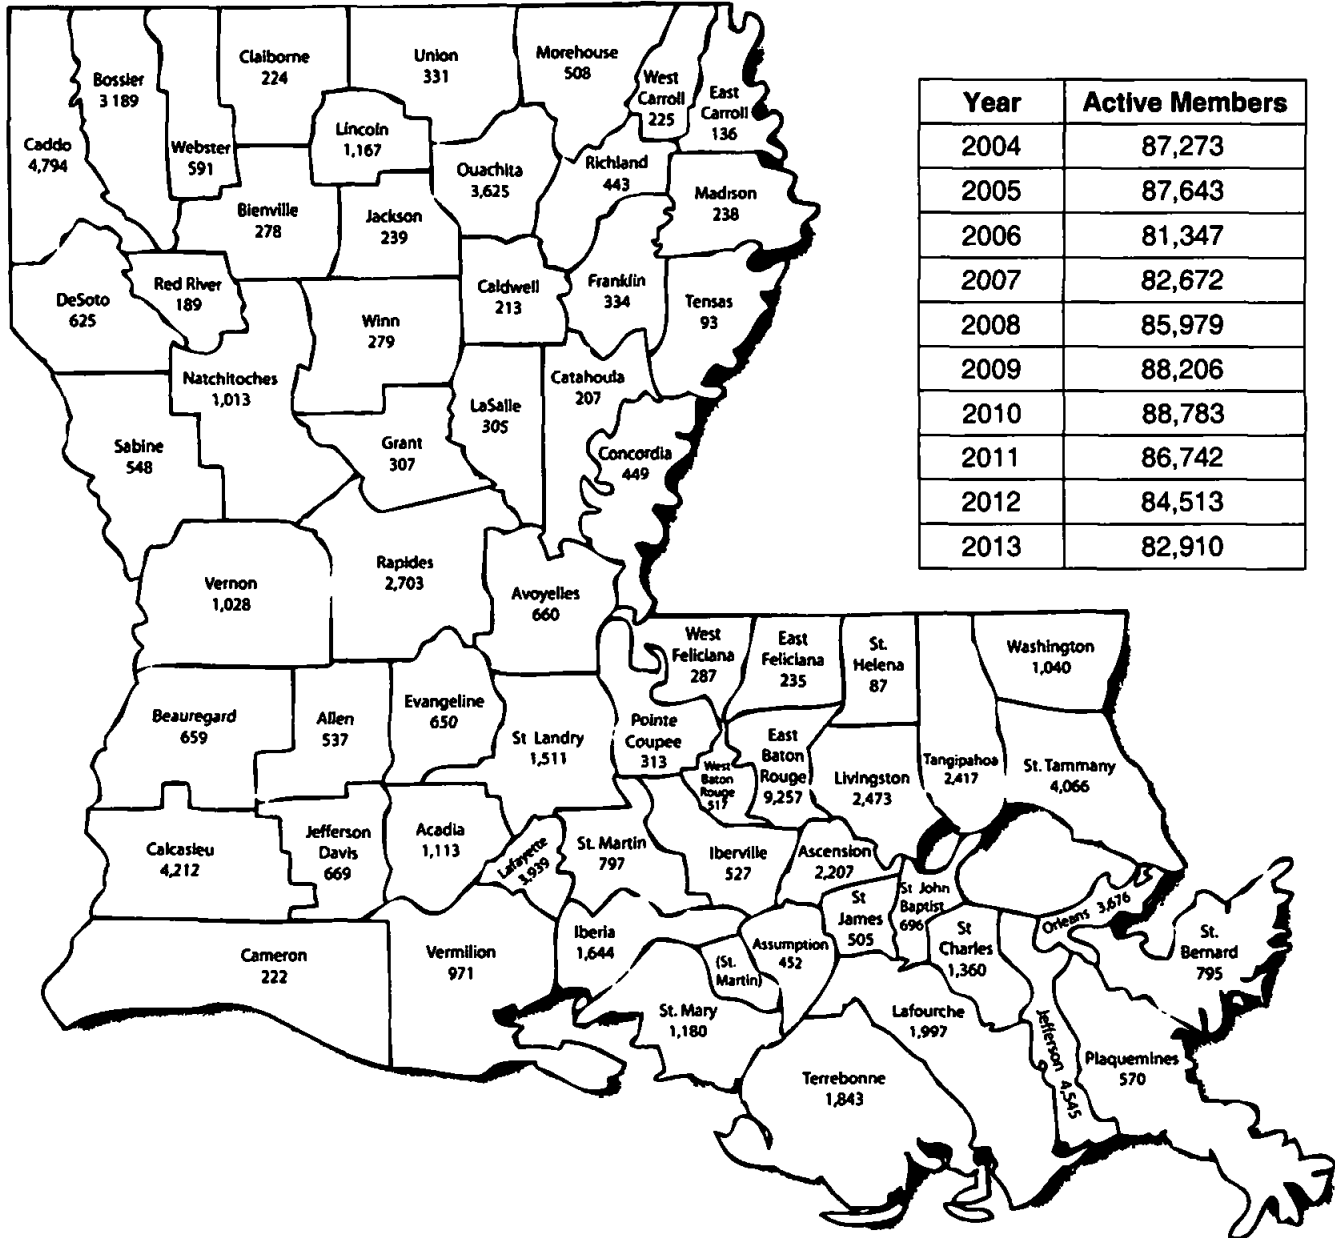 Year Active Members
2004 87,273
2005 87,643
2006 81,347
2007 82,672
2008 85,979
2009 88,206
2010 88,783
2011 86,742
2012 84,513
2013 82,910
Caddo
4,794
Bossier
3 189
Webster
591
Claiborne
224
Union
331
Lincoln
1,167
Morehouse
508
West
Carroll
225
East
Carroll
136
Ouachita
3,625
Richland
443
Madison
238
Bienville
278
Jackson
239
DeSoto
625
Red River
189
Winn
279
Caldwell
213
Franklin
334
Tensas
93
Natchitoches
1,013
Sabine
548
Grant
307
LaSalle
305
Catahoula
207
Concordia
449
Vernon
1,028
Rapides
2,703
Avoyelles
660
West
Feliciana
287
East
Feliciana
235
St.
Helena
87
Washington
1,040
Beauregard
659
Allen
537
Evangeline
650
St Landry
1,511
Pointe
Coupee
313
West
Baton
Rouge
517
East
Baton
Rouge
9,257
Livingston
2,473
Tangipahoa
2,417
St. Tammany
4,066
Calcasieu
4,212
Jefferson
Davis
669
Acadia
1,113
Lafayette
3,939
St. Martin
797
Iberville
527
Ascension
2,207
St
James
505
St John
Baptist
696
St
Charles
1,360
Orleans 3,676
St.
Bernard
795
Cameron
222
Vermilion
971
Iberia
1,644
(St.
Martin)
Assumption
452
St. Mary
1,180
Lafourche
1,997
Jefferson 4,545
Plaquemines
570
Terrebonne
1,843